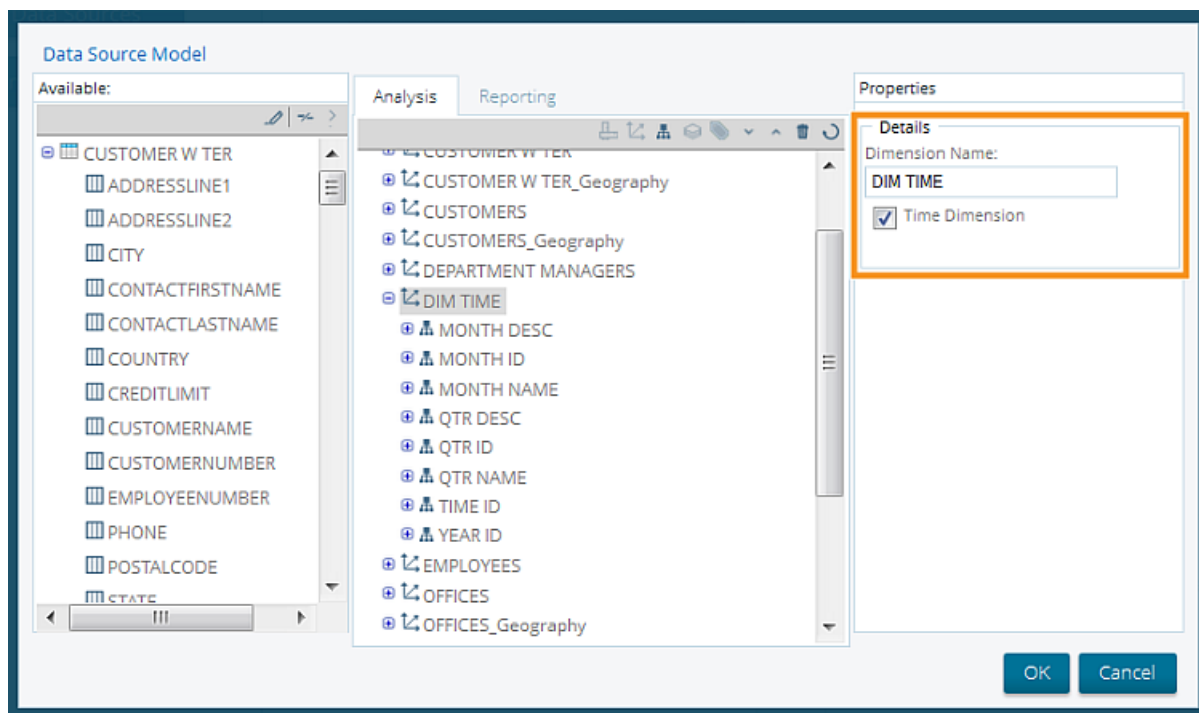 Data Source Model
Available:
CUSTOMER W TER
ADDRESSLINE1
ADDRESSLINE2
CITY
CONTACTFIRSTNAME
CONTACTLASTNAME
COUNTRY
CREDITLIMIT
CUSTOMERNAME
CUSTOMERNUMBER
EMPLOYEENUMBER
PHONE
POSTALCODE
STATE
Analysis
Reporting
CUSTOMER W TER
CUSTOMER W TER_Geography
CUSTOMERS
CUSTOMERS_Geography
DEPARTMENT MANAGERS
DIM TIME
MONTH DESC
MONTH ID
MONTH NAME
QTR DESC
QTR ID
QTR NAME
TIME ID
YEAR ID
EMPLOYEES
OFFICES
OFFICES_Geography
Properties
Details
Dimension Name:
DIM TIME
Time Dimension
OK
Cancel